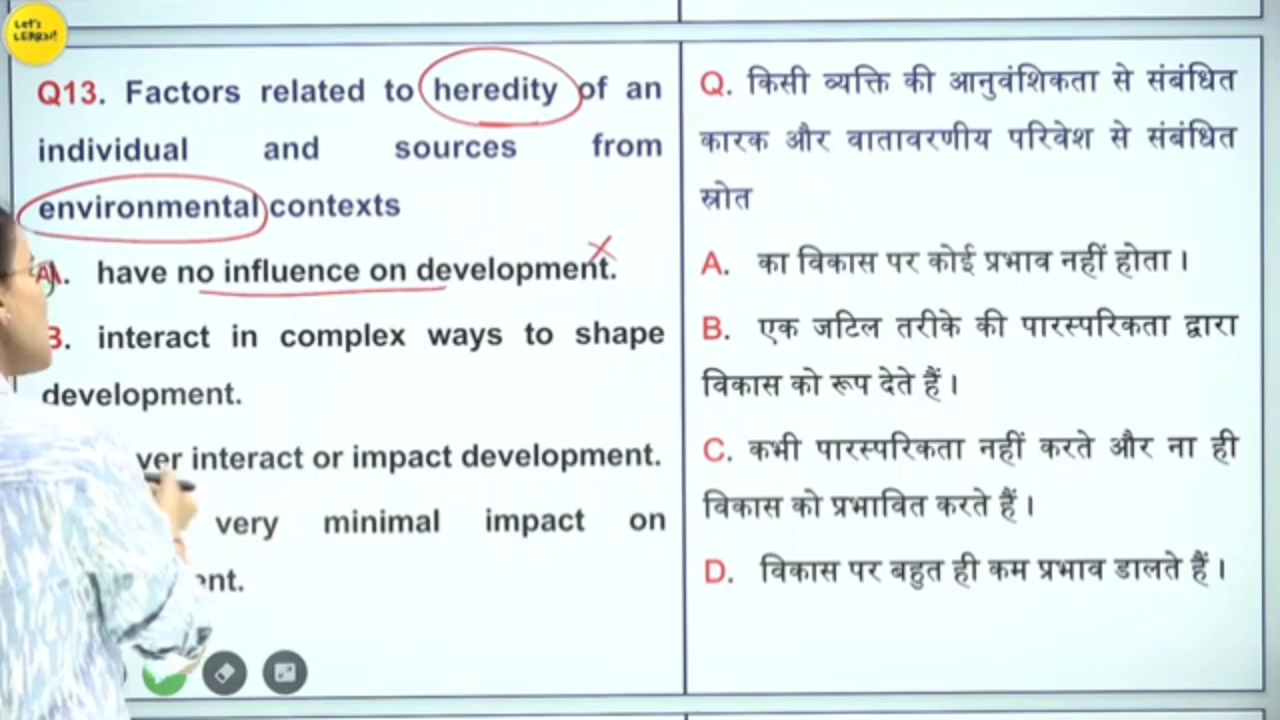 Let's
LEARN!
Q13. Factors related to heredity of an
individual and sources from
environmental contexts
A. have no influence on development.
B. interact in complex ways to shape
development.
interact or impact development.
very minimal impact on
Q. किसी व्यक्ति की आनुवंशिकता से संबंधित
कारक और वातावरणीय परिवेश से संबंधित
स्रोत
A. का विकास पर कोई प्रभाव नहीं होता।
B. एक जटिल तरीके की पारस्परिकता द्वारा
विकास को रूप देते हैं।
C. कभी पारस्परिकता नहीं करते और ना ही
विकास को प्रभावित करते हैं।
D. विकास पर बहुत ही कम प्रभाव डालते हैं।